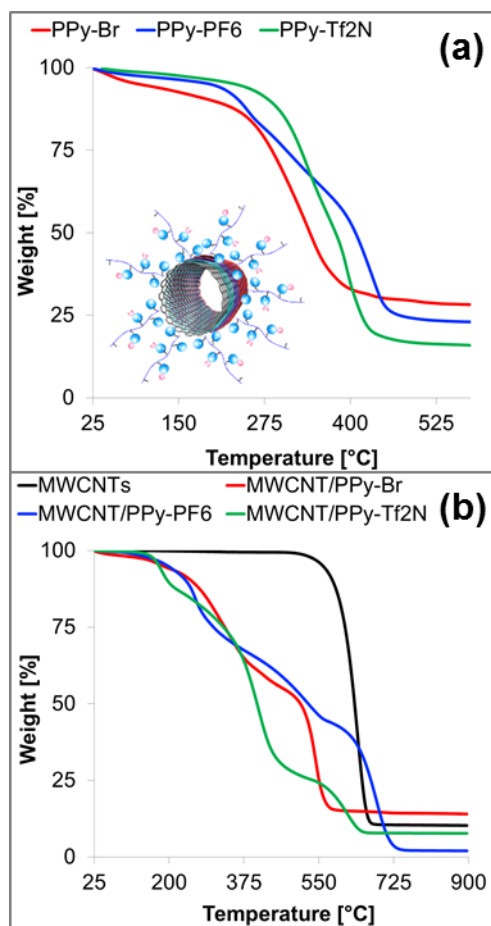 PPy-Br PPy-PF6 PPy-Tf2N
(a)
100
75
50
25
0
Weight [%]
25 150 275 400 525
Temperature [°C]
MWCNTs MWCNT/PPy-Br
MWCNT/PPy-PF6 MWCNT/PPy-Tf2N
(b)
100
75
50
25
0
Weight [%]
25 200 375 550 725 900
Temperature [°C]